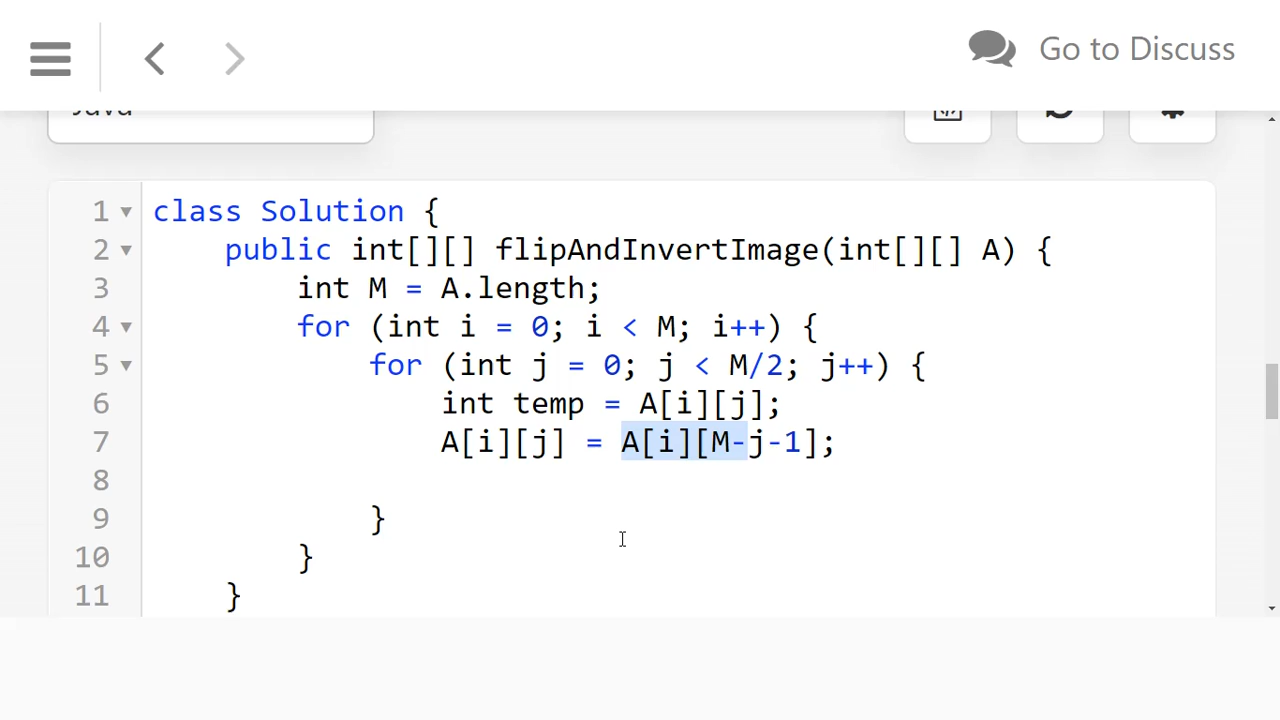 Go to Discuss
Java
1 class Solution {
2 public int[][] flipAndInvertImage(int[][] A) {
3 int M = A.length;
4 for (int i = 0; i < M; i++) {
5 for (int j = 0; j < M/2; j++) {
6 int temp = A[i][j];
7 A[i][j] = A[i][M-j-1];
8
9 }
10 }
11 }